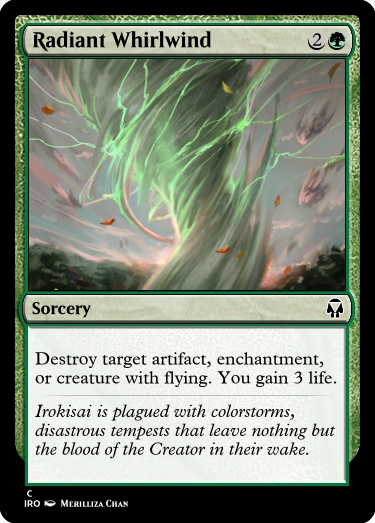 Radiant Whirlwind 2
Sorcery
Destroy target artifact, enchantment,
or creature with flying. You gain 3 life.
Irokisai is plagued with colorstorms,
disastrous tempests that leave nothing but
the blood of the Creator in their wake.
C
IRO Merilliza Chan